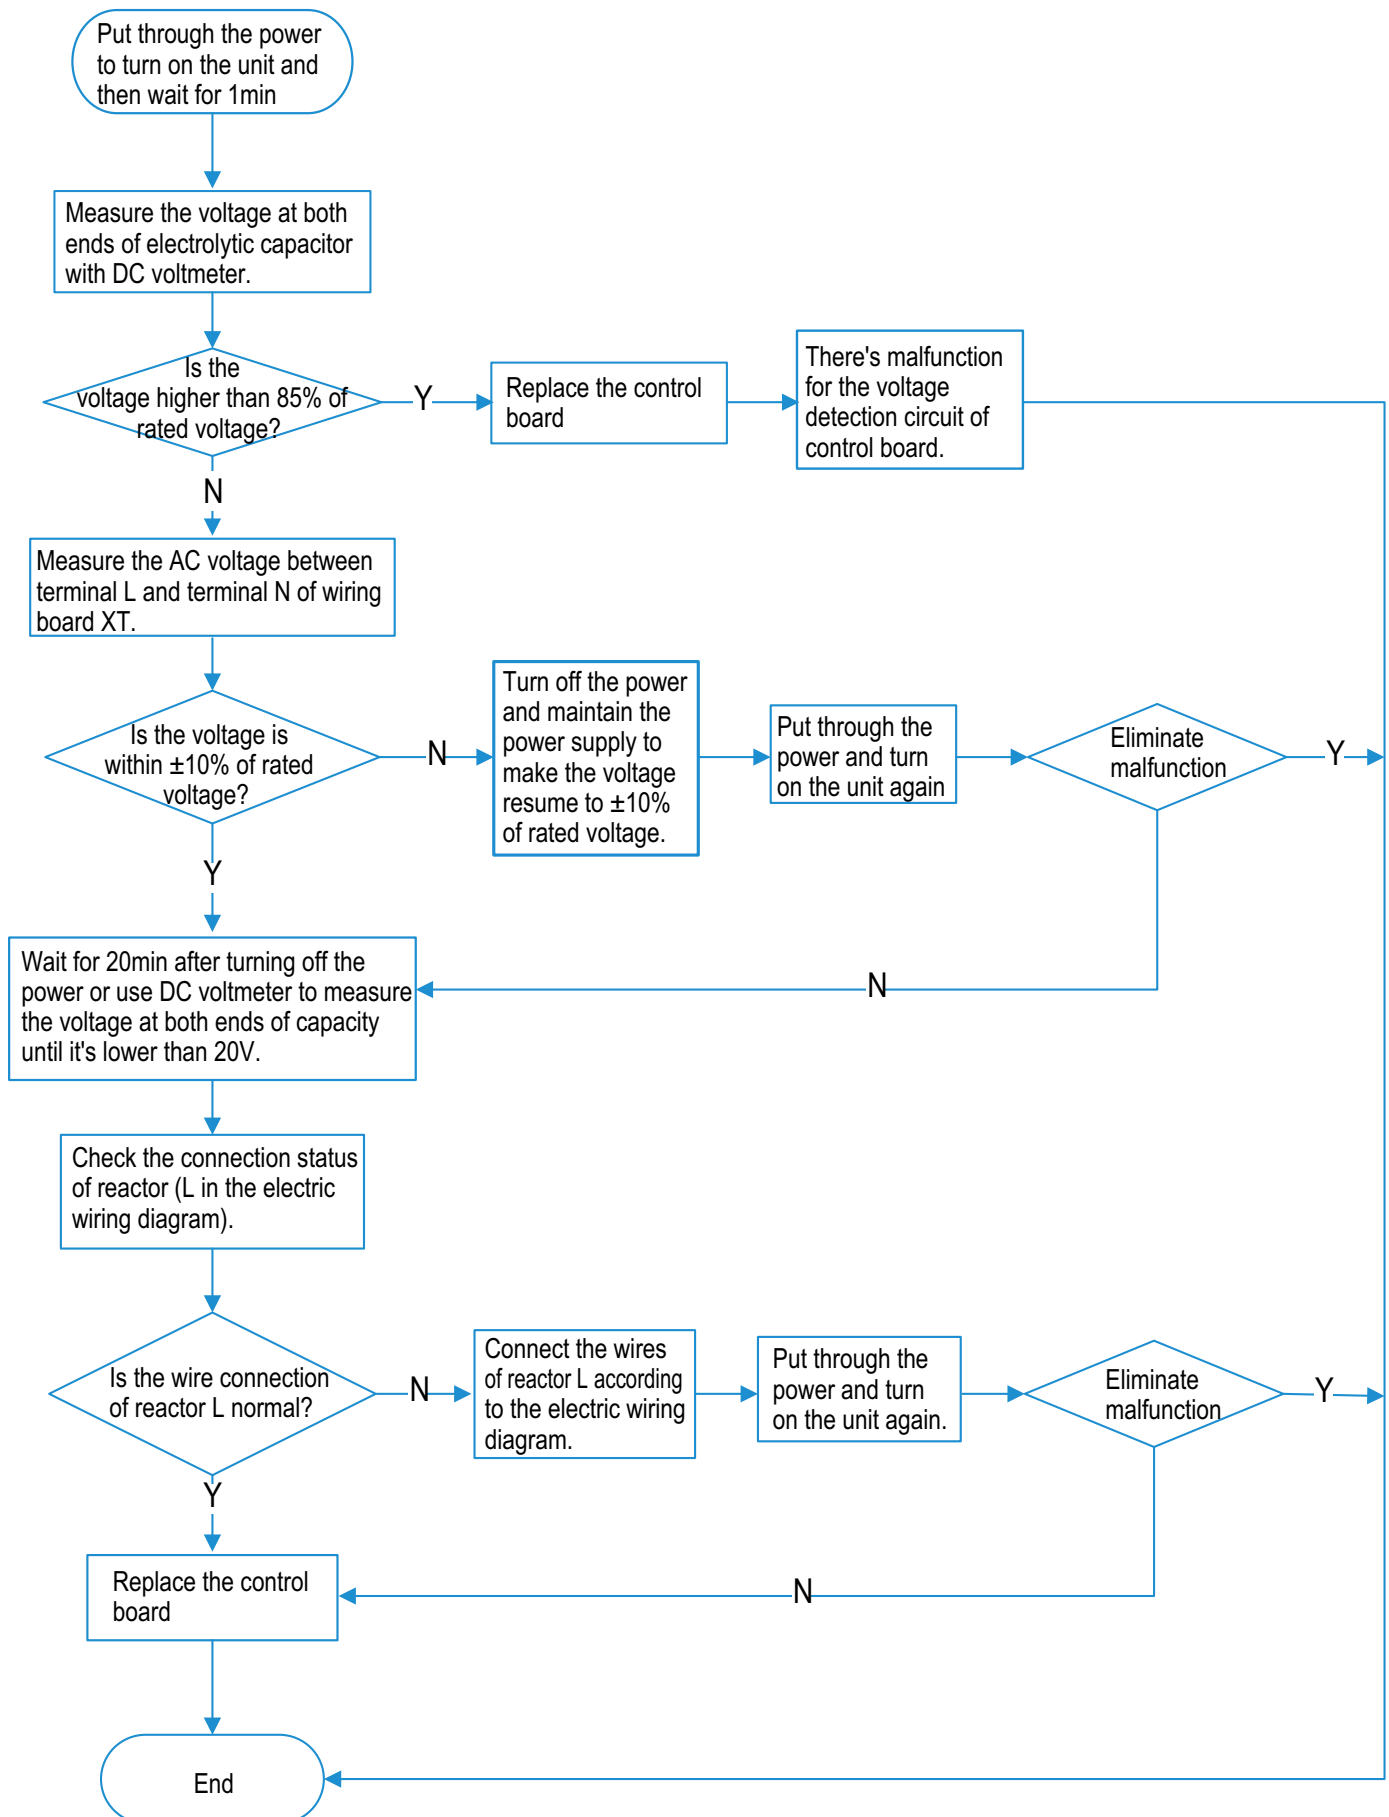 Put through the power
to turn on the unit and
then wait for 1min
Measure the voltage at both
ends of electrolytic capacitor
with DC voltmeter.
Is the
voltage higher than 85% of
rated voltage?
Y
Replace the control
board
There's malfunction
for the voltage
detection circuit of
control board.
N
Measure the AC voltage between
terminal L and terminal N of wiring
board XT.
Is the voltage is
within ±10% of rated
voltage?
N
Turn off the power
and maintain the
power supply to
make the voltage
resume to ±10%
of rated voltage.
Put through the
power and turn
on the unit again
Eliminate
malfunction
Y
Y
N
Wait for 20min after turning off the
power or use DC voltmeter to measure
the voltage at both ends of capacity
until it's lower than 20V.
Check the connection status
of reactor (L in the electric
wiring diagram).
Is the wire connection
of reactor L normal?
N
Connect the wires
of reactor L according
to the electric wiring
diagram.
Put through the
power and turn
on the unit again.
Eliminate
malfunction
Y
Y
N
Replace the control
board
End